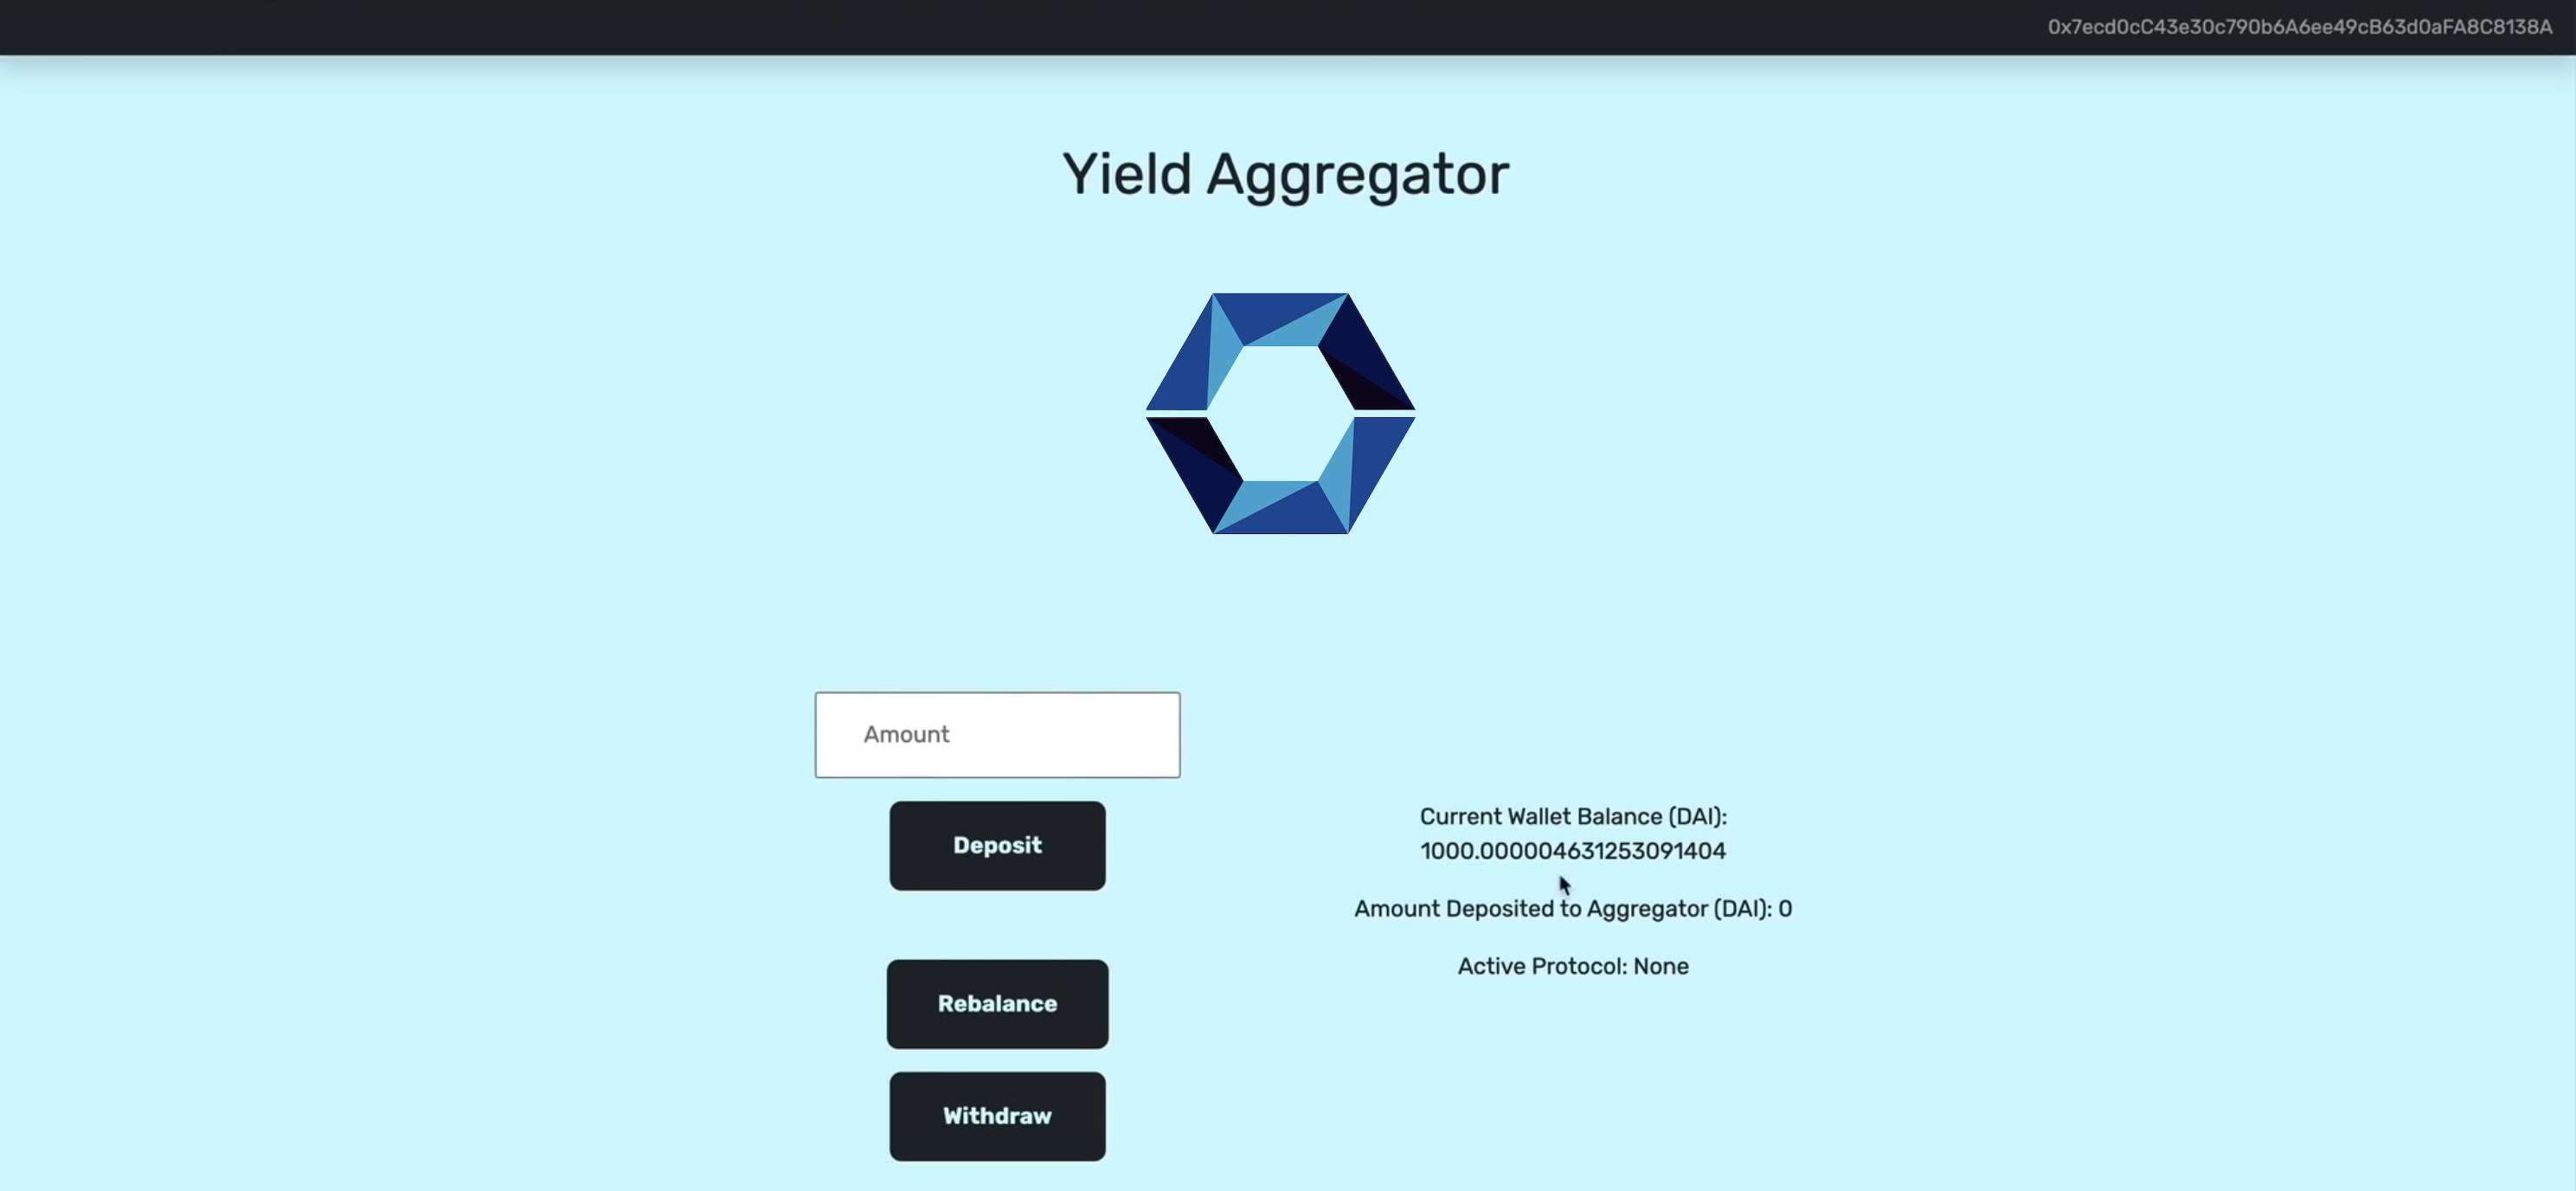 0x7ecd0cC43e30c790b6A6ee49cB63d0aFA8C8138A
Yield Aggregator
Amount
Deposit
Rebalance
Withdraw
Current Wallet Balance (DAI):
1000.000004631253091404
Amount Deposited to Aggregator (DAI): 0
Active Protocol: None